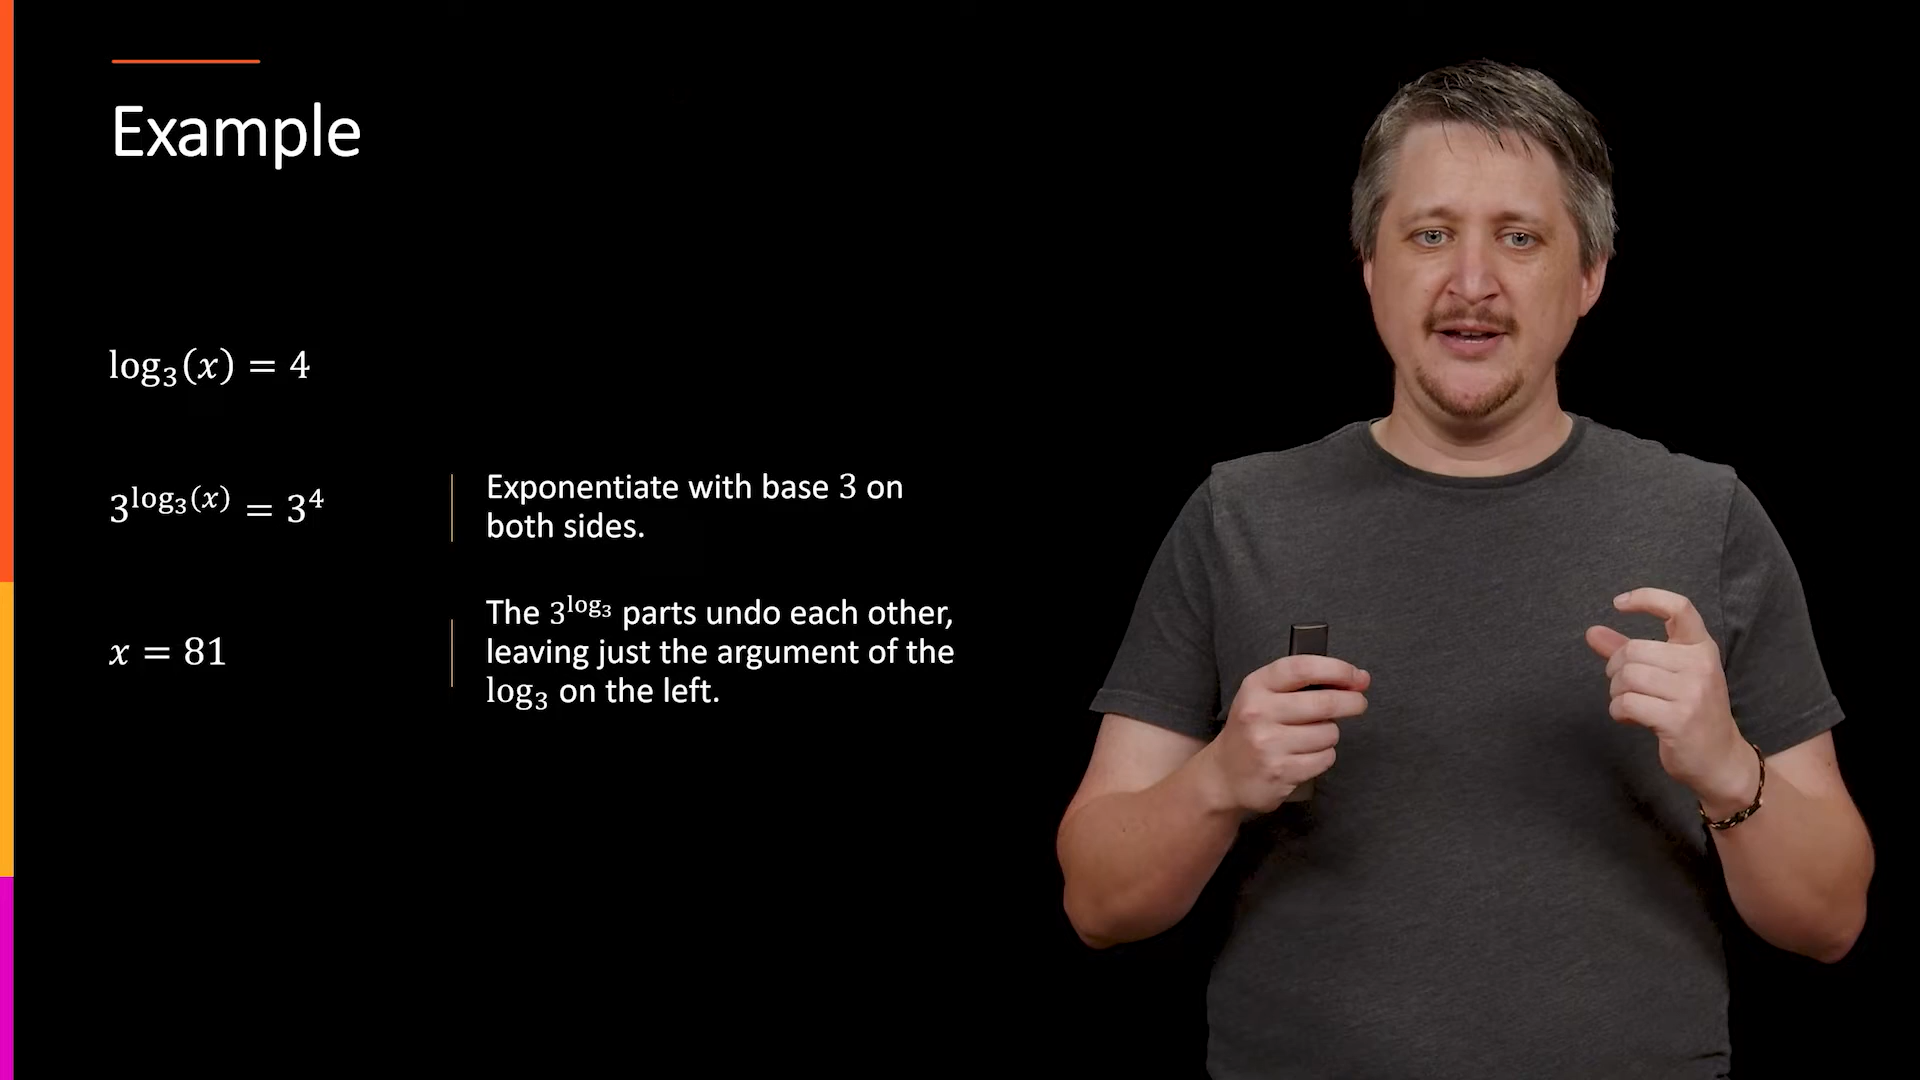 Example
log₃(x) = 4
3^log₃(x) = 3⁴
Exponentiate with base 3 on
both sides.
x = 81
The 3^log₃ parts undo each other,
leaving just the argument of the
log₃ on the left.